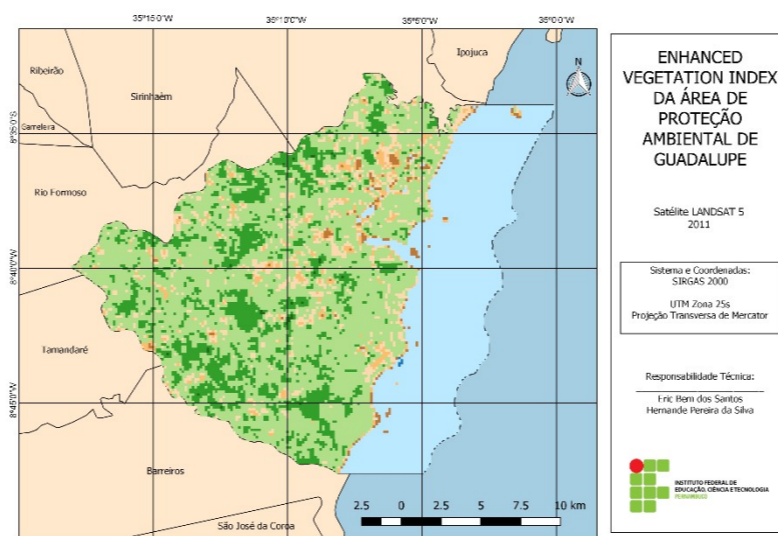 35°15'0"W
35°10'0"W
35°5'0"W
35°0'0"W
Ribeirão
Sirinhaém
Ipojuca
N
8°35'0"S
Rio Formoso
8°40'0"W
Tamandaré
8°45'0"W
Barreiros
São José da Coroa
2.5 0 2.5 5 7.5 10 km
ENHANCED
VEGETATION INDEX
DA ÁREA DE
PROTEÇÃO
AMBIENTAL DE
GUADALUPE
Satélite LANDSAT 5
2011
Sistema e Coordenadas:
SIRGAS 2000
UTM Zona 25s
Projeção Transversa de Mercator
Responsabilidade Técnica:
Eric Bem dos Santos
Hernande Pereira da Silva
INSTITUTO FEDERAL DE
EDUCAÇÃO, CIÊNCIA E TECNOLOGIA
PERNAMBUCO